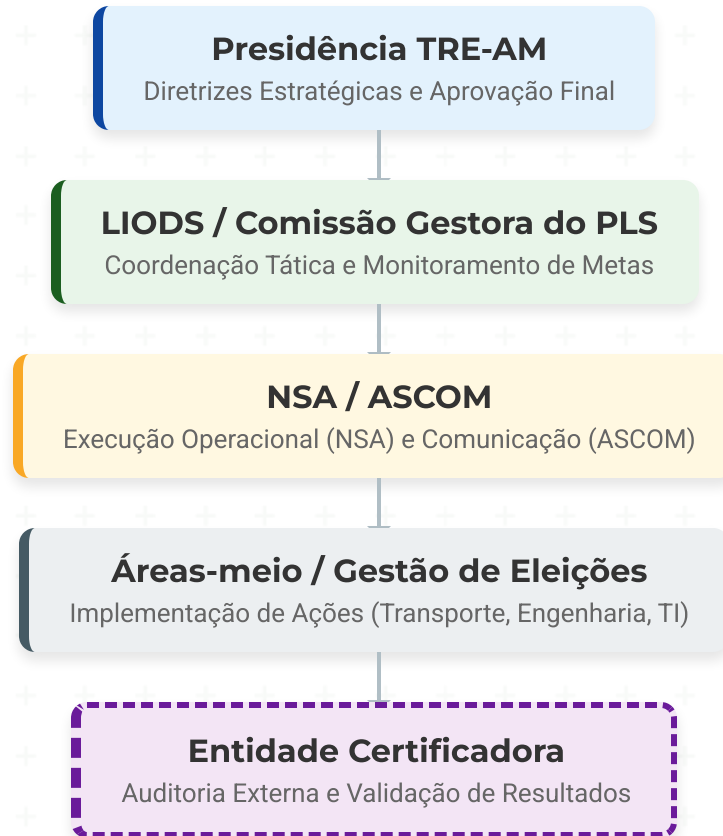 Presidência TRE-AM
Diretrizes Estratégicas e Aprovação Final
LIODS / Comissão Gestora do PLS
Coordenação Tática e Monitoramento de Metas
NSA / ASCOM
Execução Operacional (NSA) e Comunicação (ASCOM)
Áreas-meio / Gestão de Eleições
Implementação de Ações (Transporte, Engenharia, TI)
Entidade Certificadora
Auditoria Externa e Validação de Resultados